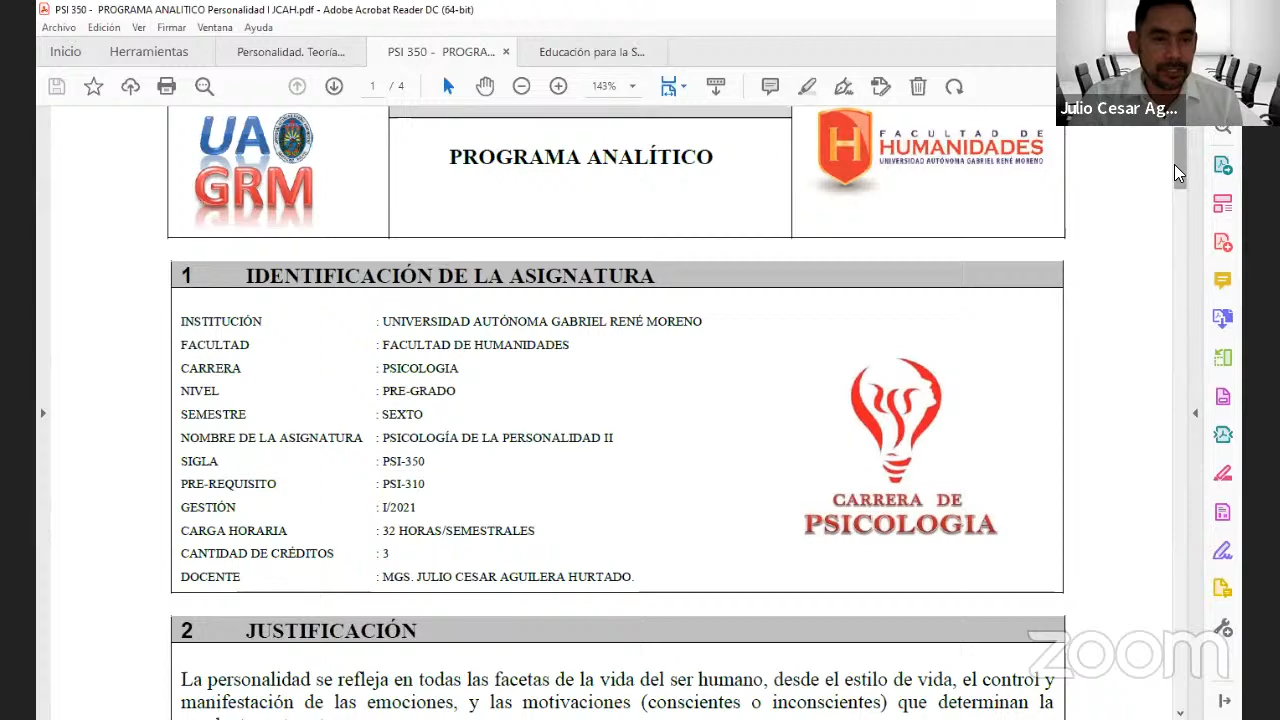 PSI 350 - PROGRAMA ANALITICO Personalidad I JCAH.pdf - Adobe Acrobat Reader DC (64-bit)
Archivo Edición Ver Firmar Ventana Ayuda
Inicio Herramientas Personalidad. Teoría... PSI 350 - PROGRA... × Educación para la S...
1 / 4 143%
Julio Cesar Ag...
UA
GRM
PROGRAMA ANALÍTICO
H
FACULTAD DE
HUMANIDADES
UNIVERSIDAD AUTÓNOMA GABRIEL RENÉ MORENO
1 IDENTIFICACIÓN DE LA ASIGNATURA
INSTITUCIÓN : UNIVERSIDAD AUTÓNOMA GABRIEL RENÉ MORENO
FACULTAD : FACULTAD DE HUMANIDADES
CARRERA : PSICOLOGIA
NIVEL : PRE-GRADO
SEMESTRE : SEXTO
NOMBRE DE LA ASIGNATURA : PSICOLOGÍA DE LA PERSONALIDAD II
SIGLA : PSI-350
PRE-REQUISITO : PSI-310
GESTIÓN : I/2021
CARGA HORARIA : 32 HORAS/SEMESTRALES
CANTIDAD DE CRÉDITOS : 3
DOCENTE : MGS. JULIO CESAR AGUILERA HURTADO.
CARRERA DE
PSICOLOGIA
2 JUSTIFICACIÓN
La personalidad se refleja en todas las facetas de la vida del ser humano, desde el estilo de vida, el control y
manifestación de las emociones, y las motivaciones (conscientes o inconscientes) que determinan la
zoom